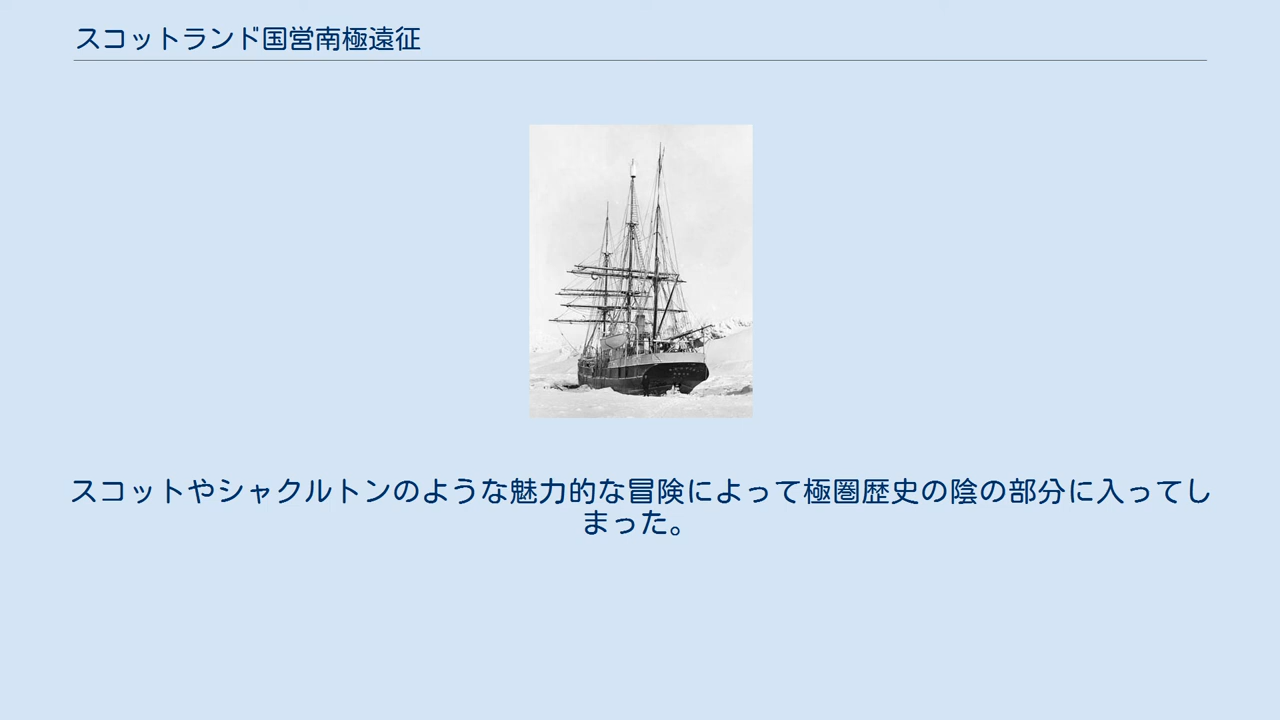 スコットランド国営南極遠征
スコットやシャクルトンのような魅力的な冒険によって極圏歴史の陰の部分に入ってし
まった。